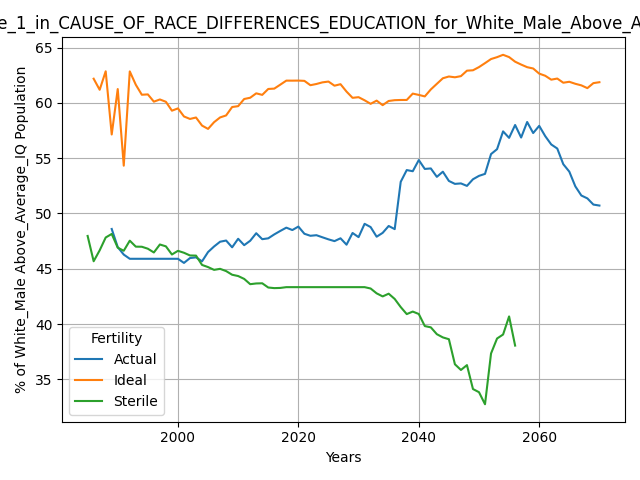 e_1_in_CAUSE_OF_RACE_DIFFERENCES_EDUCATION_for_White_Male_Above_A
65
60
55
50
45
40
35
% of White_Male Above_Average_IQ Population
Fertility
Actual
Ideal
Sterile
2000 2020 2040 2060
Years